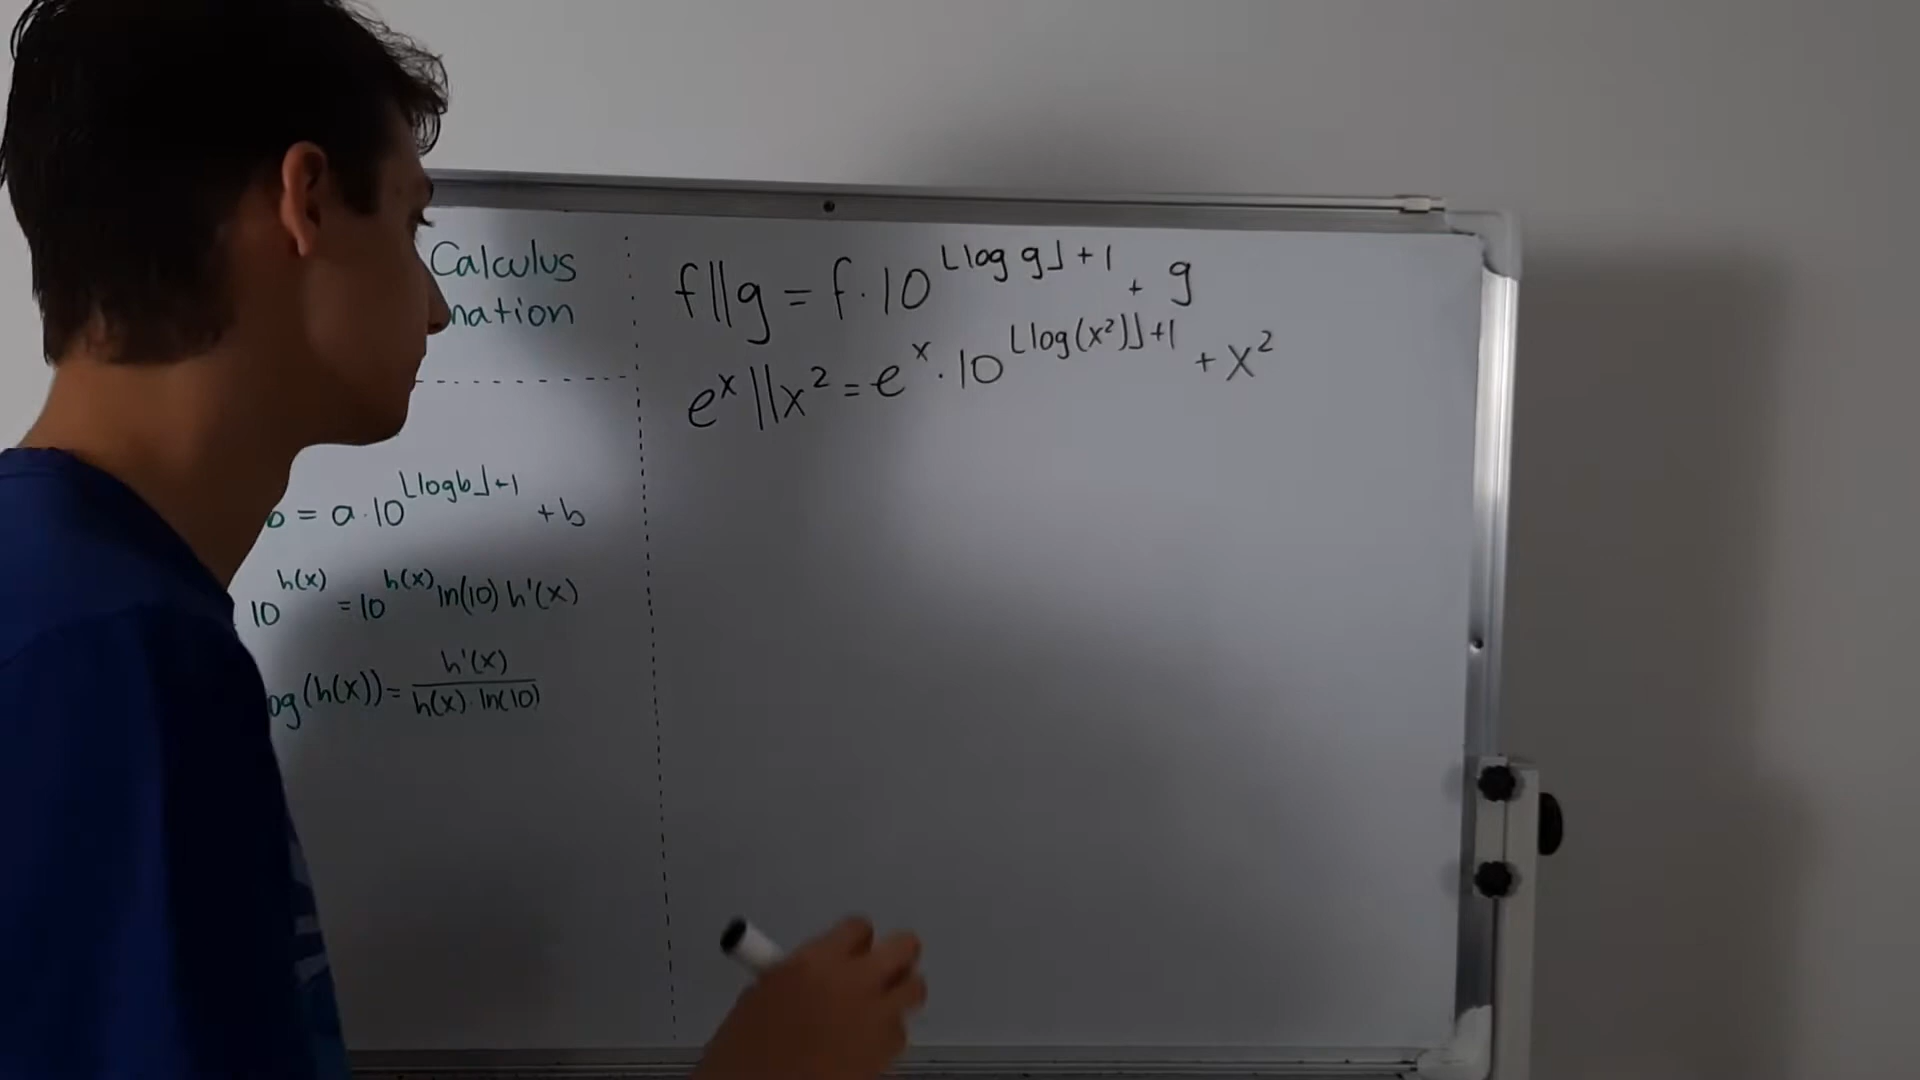 Calculus
nation
b = a·10^(⌊log b⌋+1) + b
10^(h(x)) = 10^(h(x)) ln(10) h'(x)
og(h(x)) = h'(x) / (h(x)·ln(10))
f||g = f·10^(⌊log g⌋+1) + g
e^x||x² = e^x·10^(⌊log(x²)⌋+1) + x²